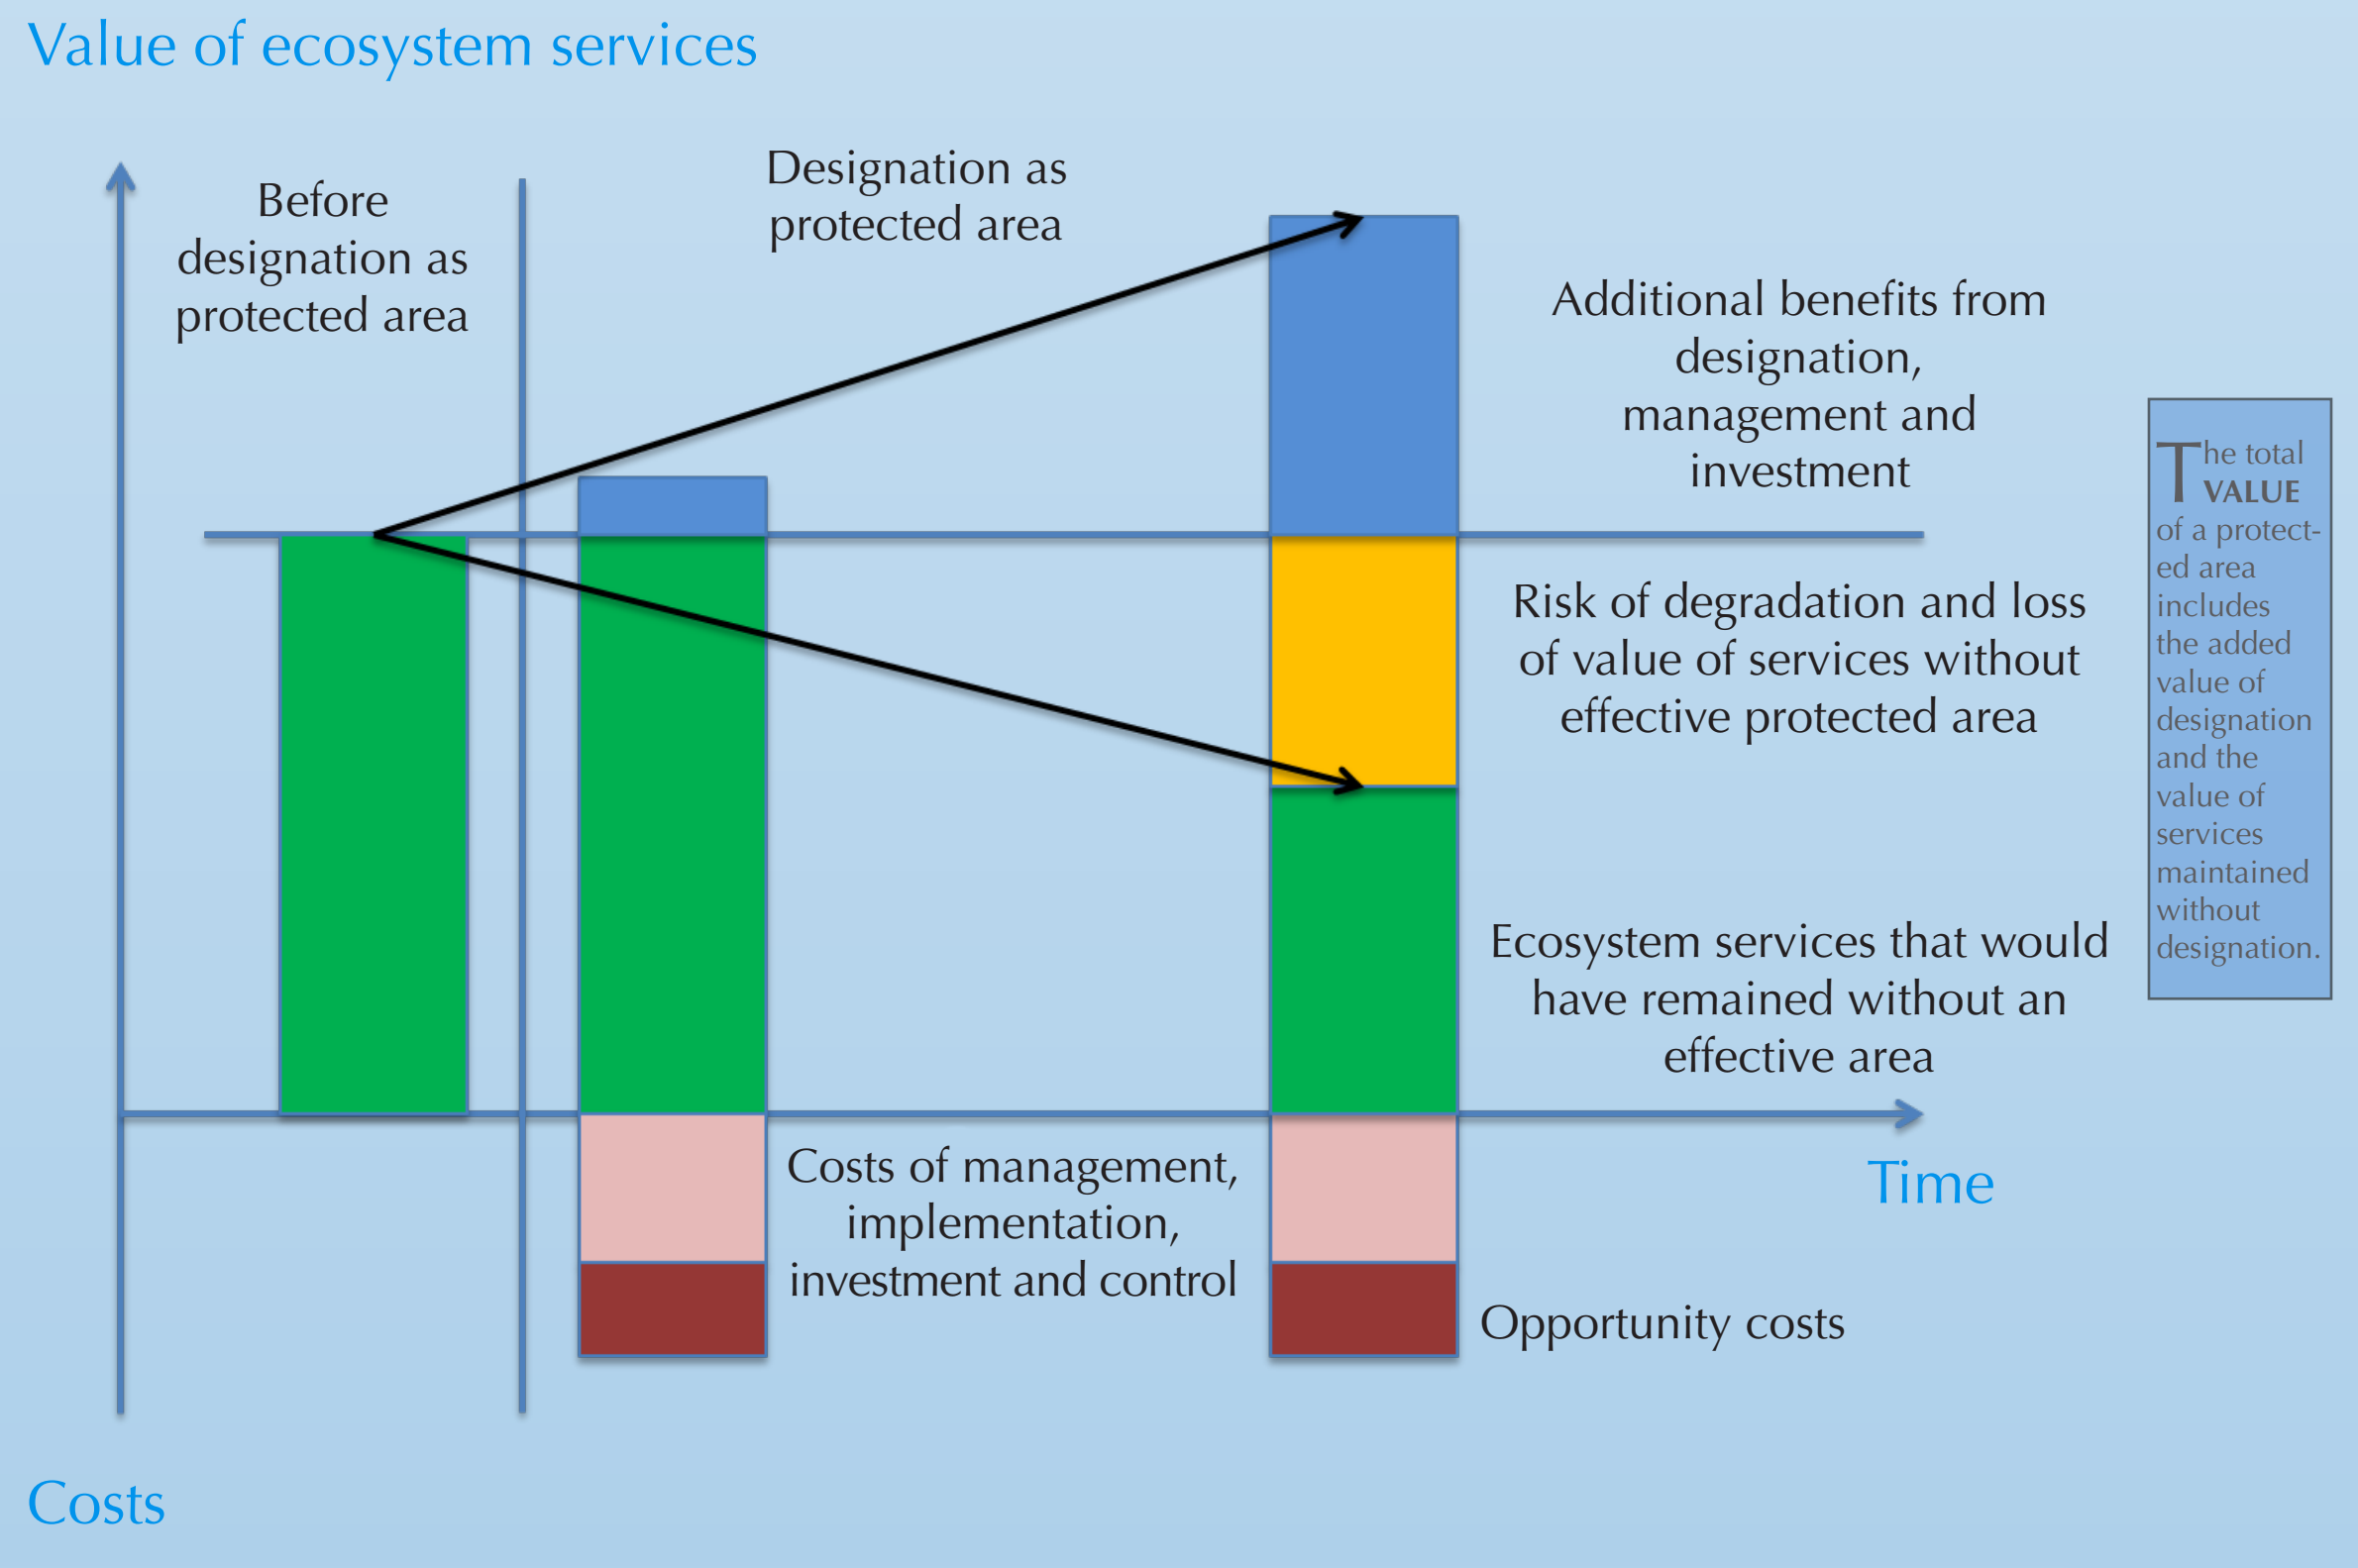 Value of ecosystem services
Before
designation as
protected area
Designation as
protected area
Additional benefits from
designation,
management and
investment
Risk of degradation and loss
of value of services without
effective protected area
Ecosystem services that would
have remained without an
effective area
Time
Costs of management,
implementation,
investment and control
Opportunity costs
Costs
The total
VALUE
of a protect-
ed area
includes
the added
value of
designation
and the
value of
services
maintained
without
designation.